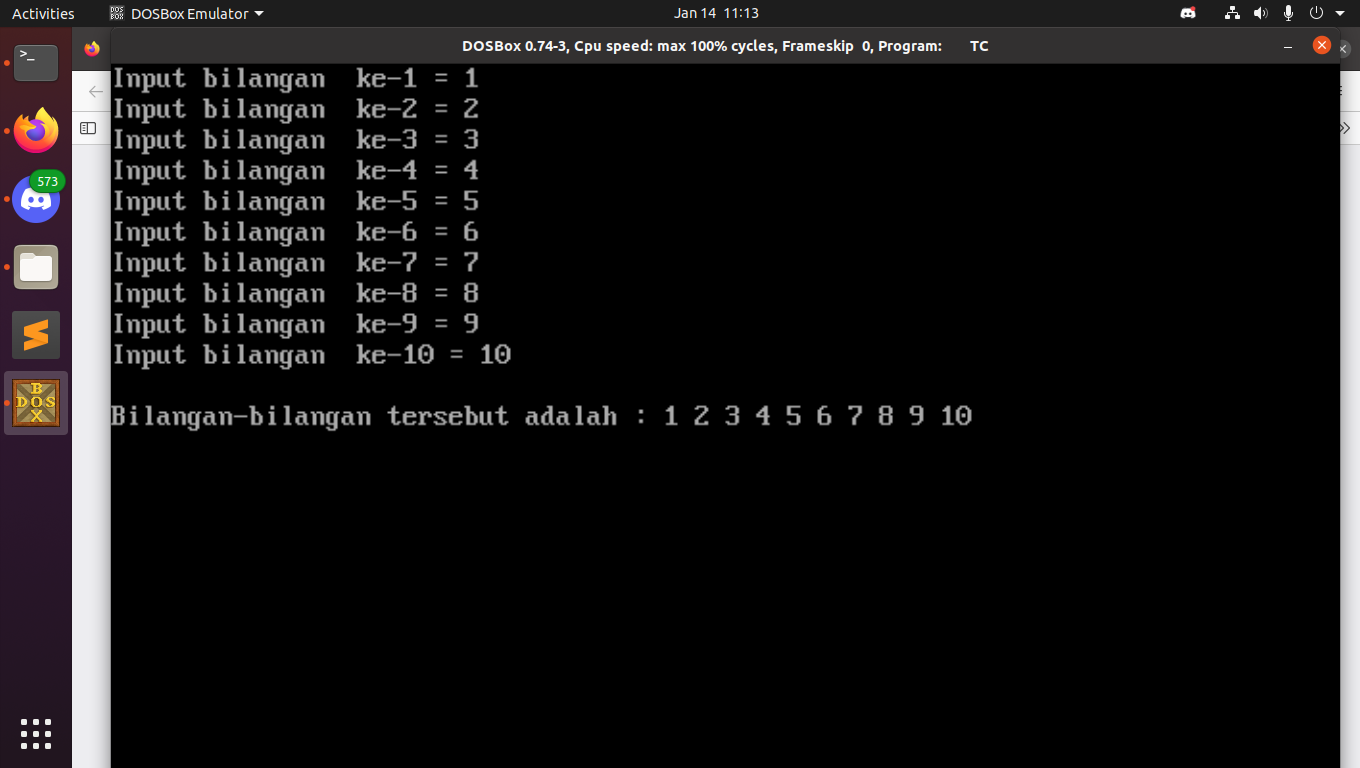 Activities DOSBox Emulator Jan 14 11:13
DOSBox 0.74-3, Cpu speed: max 100% cycles, Frameskip 0, Program: TC
Input bilangan ke-1 = 1
Input bilangan ke-2 = 2
Input bilangan ke-3 = 3
Input bilangan ke-4 = 4
Input bilangan ke-5 = 5
Input bilangan ke-6 = 6
Input bilangan ke-7 = 7
Input bilangan ke-8 = 8
Input bilangan ke-9 = 9
Input bilangan ke-10 = 10
Bilangan-bilangan tersebut adalah : 1 2 3 4 5 6 7 8 9 10
573
DOS
BOX